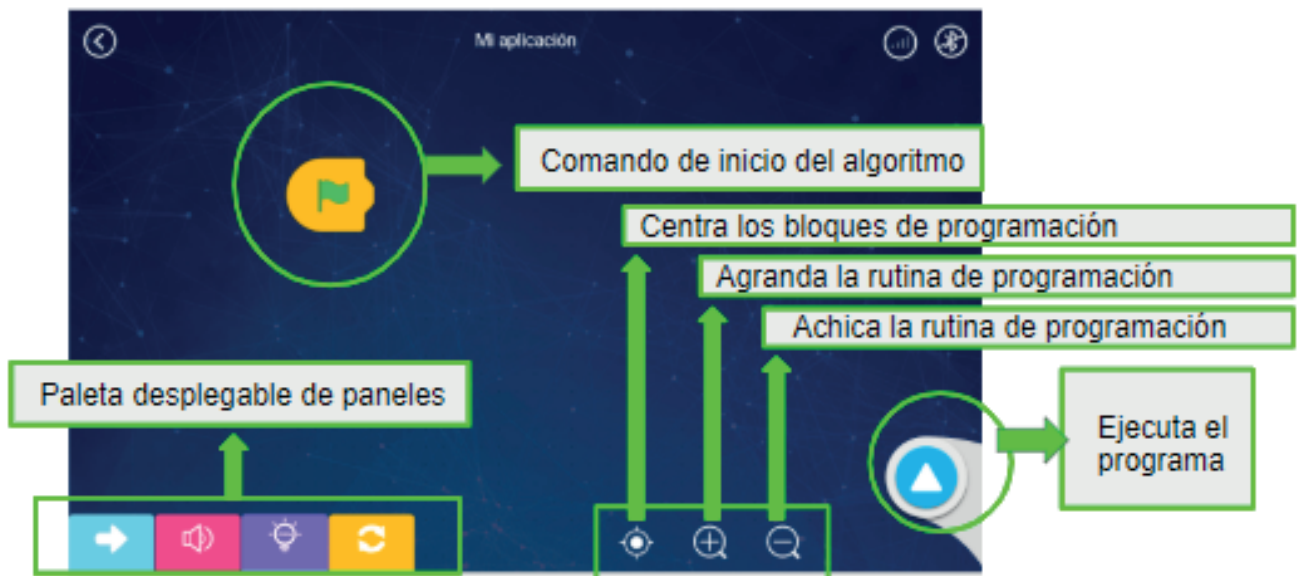 Mi aplicación
Comando de inicio del algoritmo
Centra los bloques de programación
Agranda la rutina de programación
Achica la rutina de programación
Paleta desplegable de paneles
Ejecuta el
programa